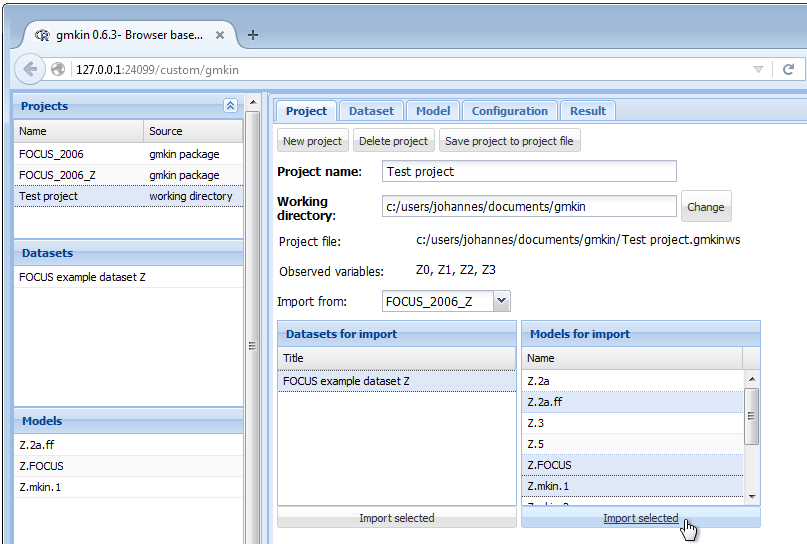 gmkin 0.6.3- Browser base...
127.0.0.1:24099/custom/gmkin
Projects
Name Source
FOCUS_2006 gmkin package
FOCUS_2006_Z gmkin package
Test project working directory
Datasets
FOCUS example dataset Z
Models
Z.2a.ff
Z.FOCUS
Z.mkin.1
Project Dataset Model Configuration Result
New project Delete project Save project to project file
Project name: Test project
Working
directory: c:/users/johannes/documents/gmkin Change
Project file: c:/users/johannes/documents/gmkin/Test project.gmkinws
Observed variables: Z0, Z1, Z2, Z3
Import from: FOCUS_2006_Z
Datasets for import
Title
FOCUS example dataset Z
Import selected
Models for import
Name
Z.2a
Z.2a.ff
Z.3
Z.5
Z.FOCUS
Z.mkin.1
Import selected